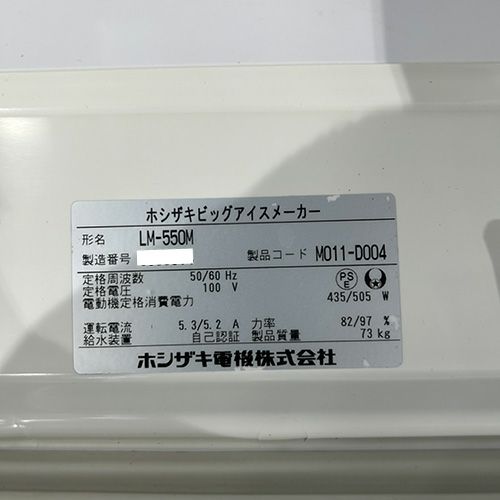 ホシザキビッグアイスメーカー
形名 LM-550M
製造番号 製品コード M011-D004
定格周波数 50/60 Hz
定格電圧 100 V
PS E
電動機定格消費電力 435/505 W
運転電流 5.3/5.2 A 力率 82/97 %
給水装置 自己認証 製品質量 73 kg
ホシザキ電機株式会社